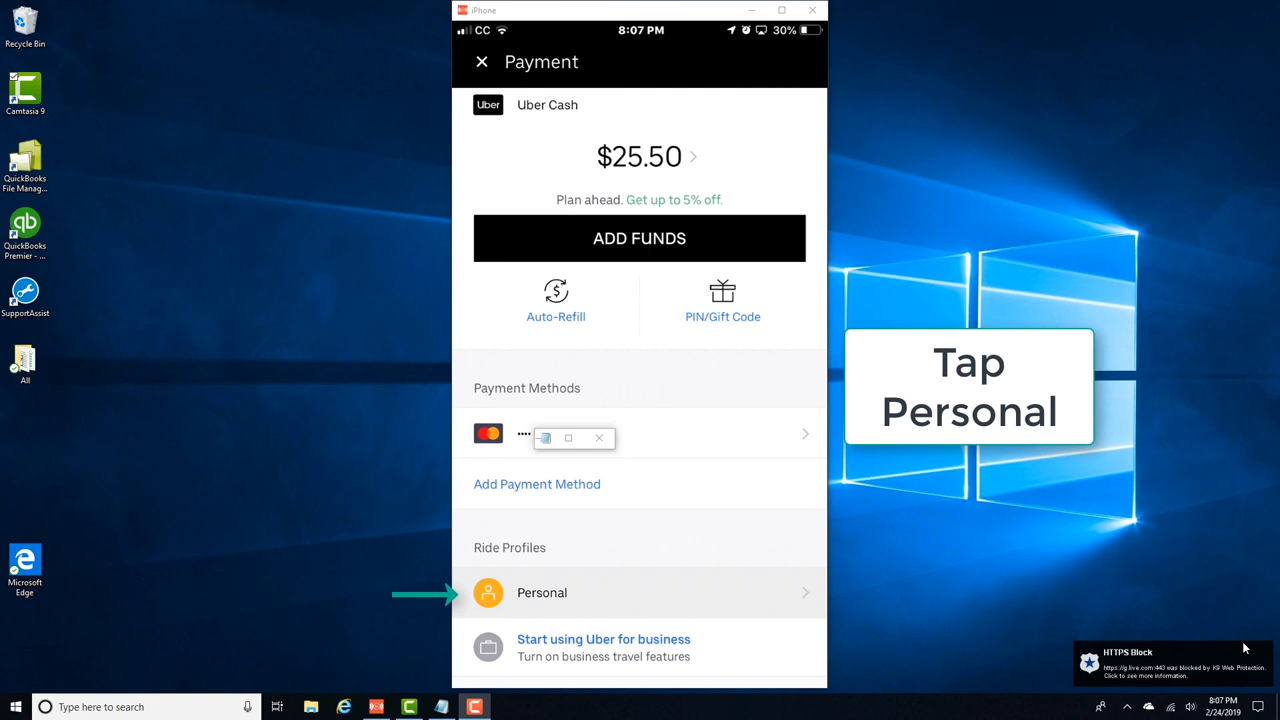 iPhone
CC
8:07 PM
30%
Payment
Uber
Uber Cash
$25.50
Plan ahead. Get up to 5% off.
ADD FUNDS
Auto-Refill
PIN/Gift Code
Payment Methods
••••
Add Payment Method
Ride Profiles
Personal
Start using Uber for business
Turn on business travel features
Tap
Personal
Recycle Bin
Camtasia 9
QuickBooks
File Manag...
QuickBooks
Premier - ...
SupportAssist
All
Microsoft
Edge
HTTPS Block
https://g.live.com:443 was blocked by K9 Web Protection.
Click to see more information.
Type here to search
8:07 PM
2/24/2019